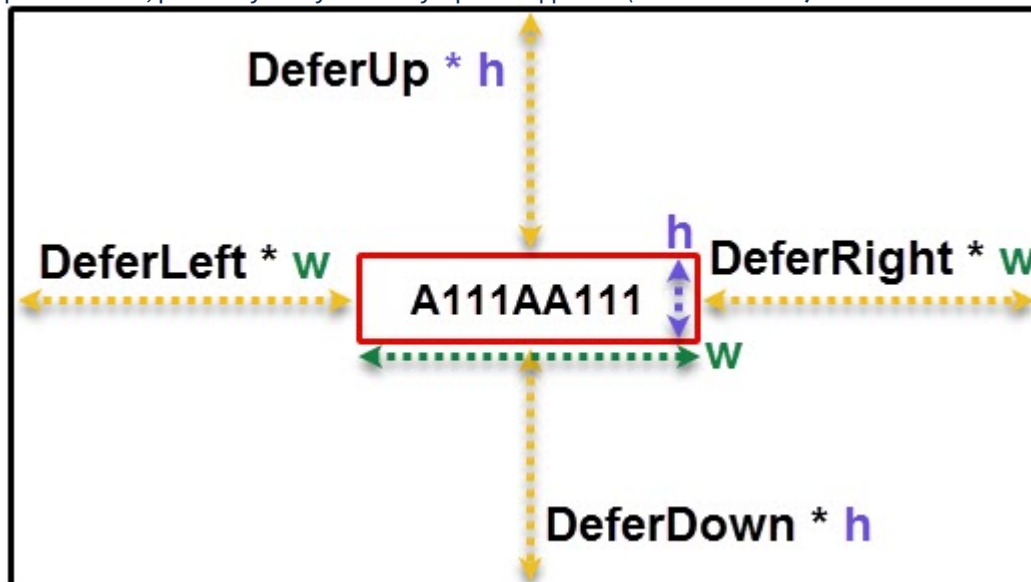 DeferUp * h
h
DeferLeft * w
DeferRight * w
A111AA111
w
DeferDown * h